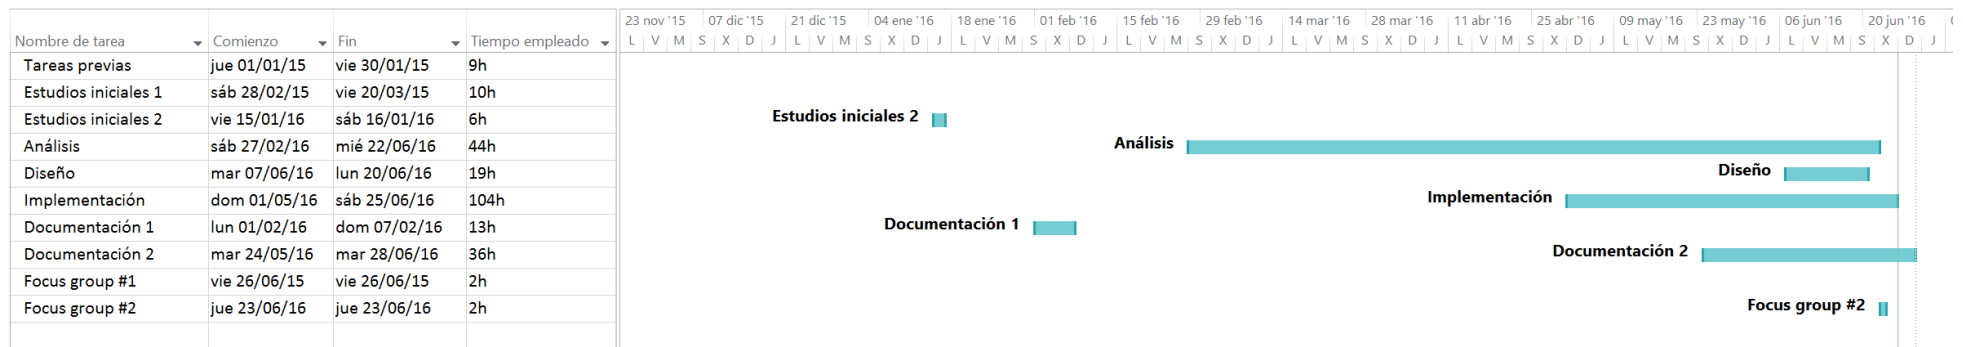 23 nov '15 07 dic '15 21 dic '15 04 ene '16 18 ene '16 01 feb '16 15 feb '16 29 feb '16 14 mar '16 28 mar '16 11 abr '16 25 abr '16 09 may '16 23 may '16 06 jun '16 20 jun '16
Nombre de tarea Comienzo Fin Tiempo empleado L V M S X D J L V M S X D J L V M S X D J L V M S X D J L V M S X D J L V M S X D J L V M S X D J L V M S X D J
Tareas previas jue 01/01/15 vie 30/01/15 9h
Estudios iniciales 1 sáb 28/02/15 vie 20/03/15 10h
Estudios iniciales 2 vie 15/01/16 sáb 16/01/16 6h Estudios iniciales 2
Análisis sáb 27/02/16 mié 22/06/16 44h Análisis
Diseño mar 07/06/16 lun 20/06/16 19h Diseño
Implementación dom 01/05/16 sáb 25/06/16 104h Implementación
Documentación 1 lun 01/02/16 dom 07/02/16 13h Documentación 1
Documentación 2 mar 24/05/16 mar 28/06/16 36h Documentación 2
Focus group #1 vie 26/06/15 vie 26/06/15 2h
Focus group #2 jue 23/06/16 jue 23/06/16 2h Focus group #2